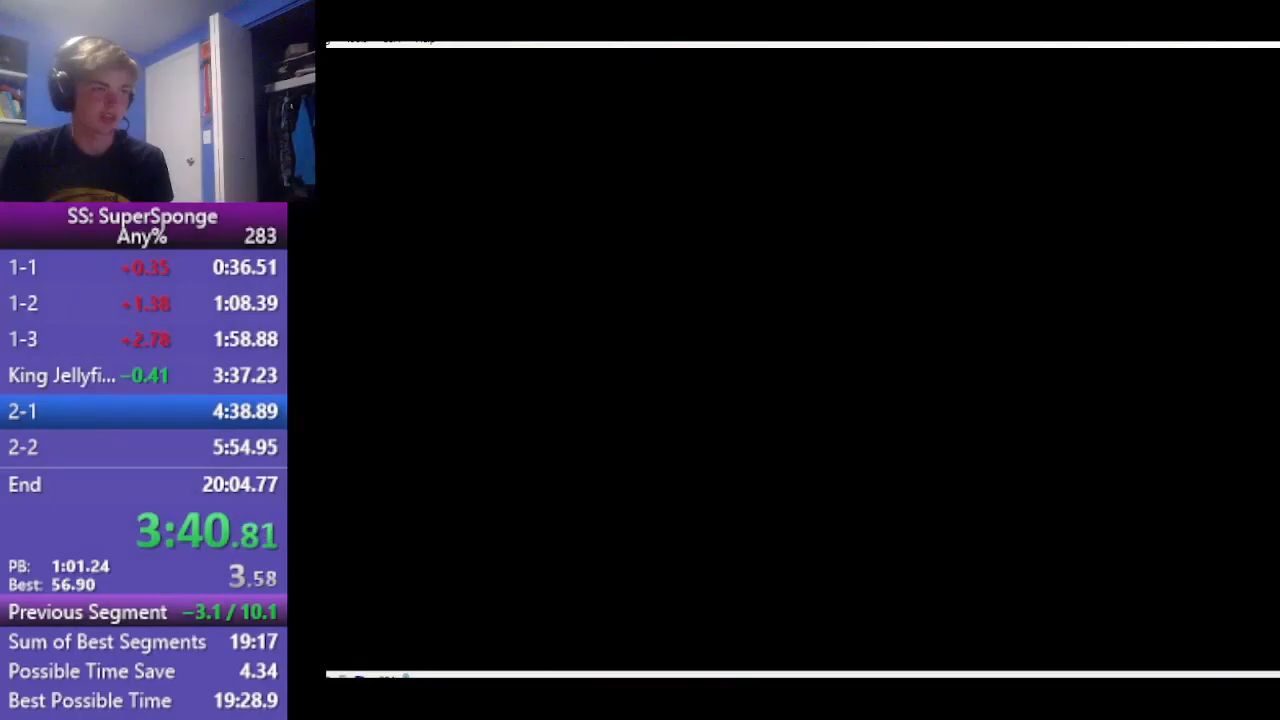 SS: SuperSponge
Any% 283
1-1 +0.35 0:36.51
1-2 +1.38 1:08.39
1-3 +2.78 1:58.88
King Jellyfi... −0.41 3:37.23
2-1 4:38.89
2-2 5:54.95
End 20:04.77
3:40.81
PB: 1:01.24
Best: 56.90
3.58
Previous Segment −3.1 / 10.1
Sum of Best Segments 19:17
Possible Time Save 4.34
Best Possible Time 19:28.9